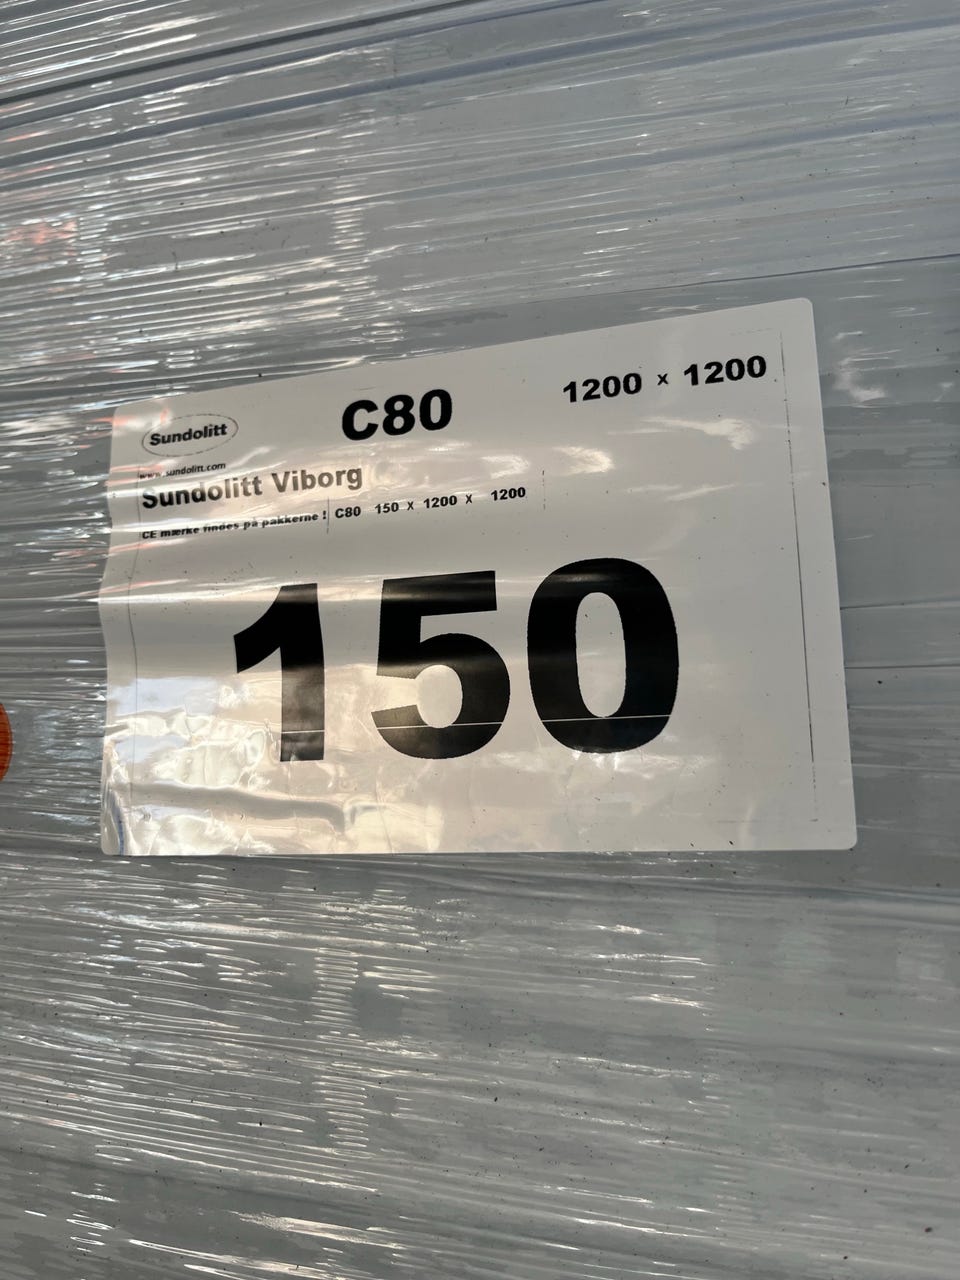 Sundolitt
C80
1200 x 1200
www.sundolitt.com
Sundolitt Viborg
CE mærke findes på pakkerne ! C80 150 x 1200 x 1200
150